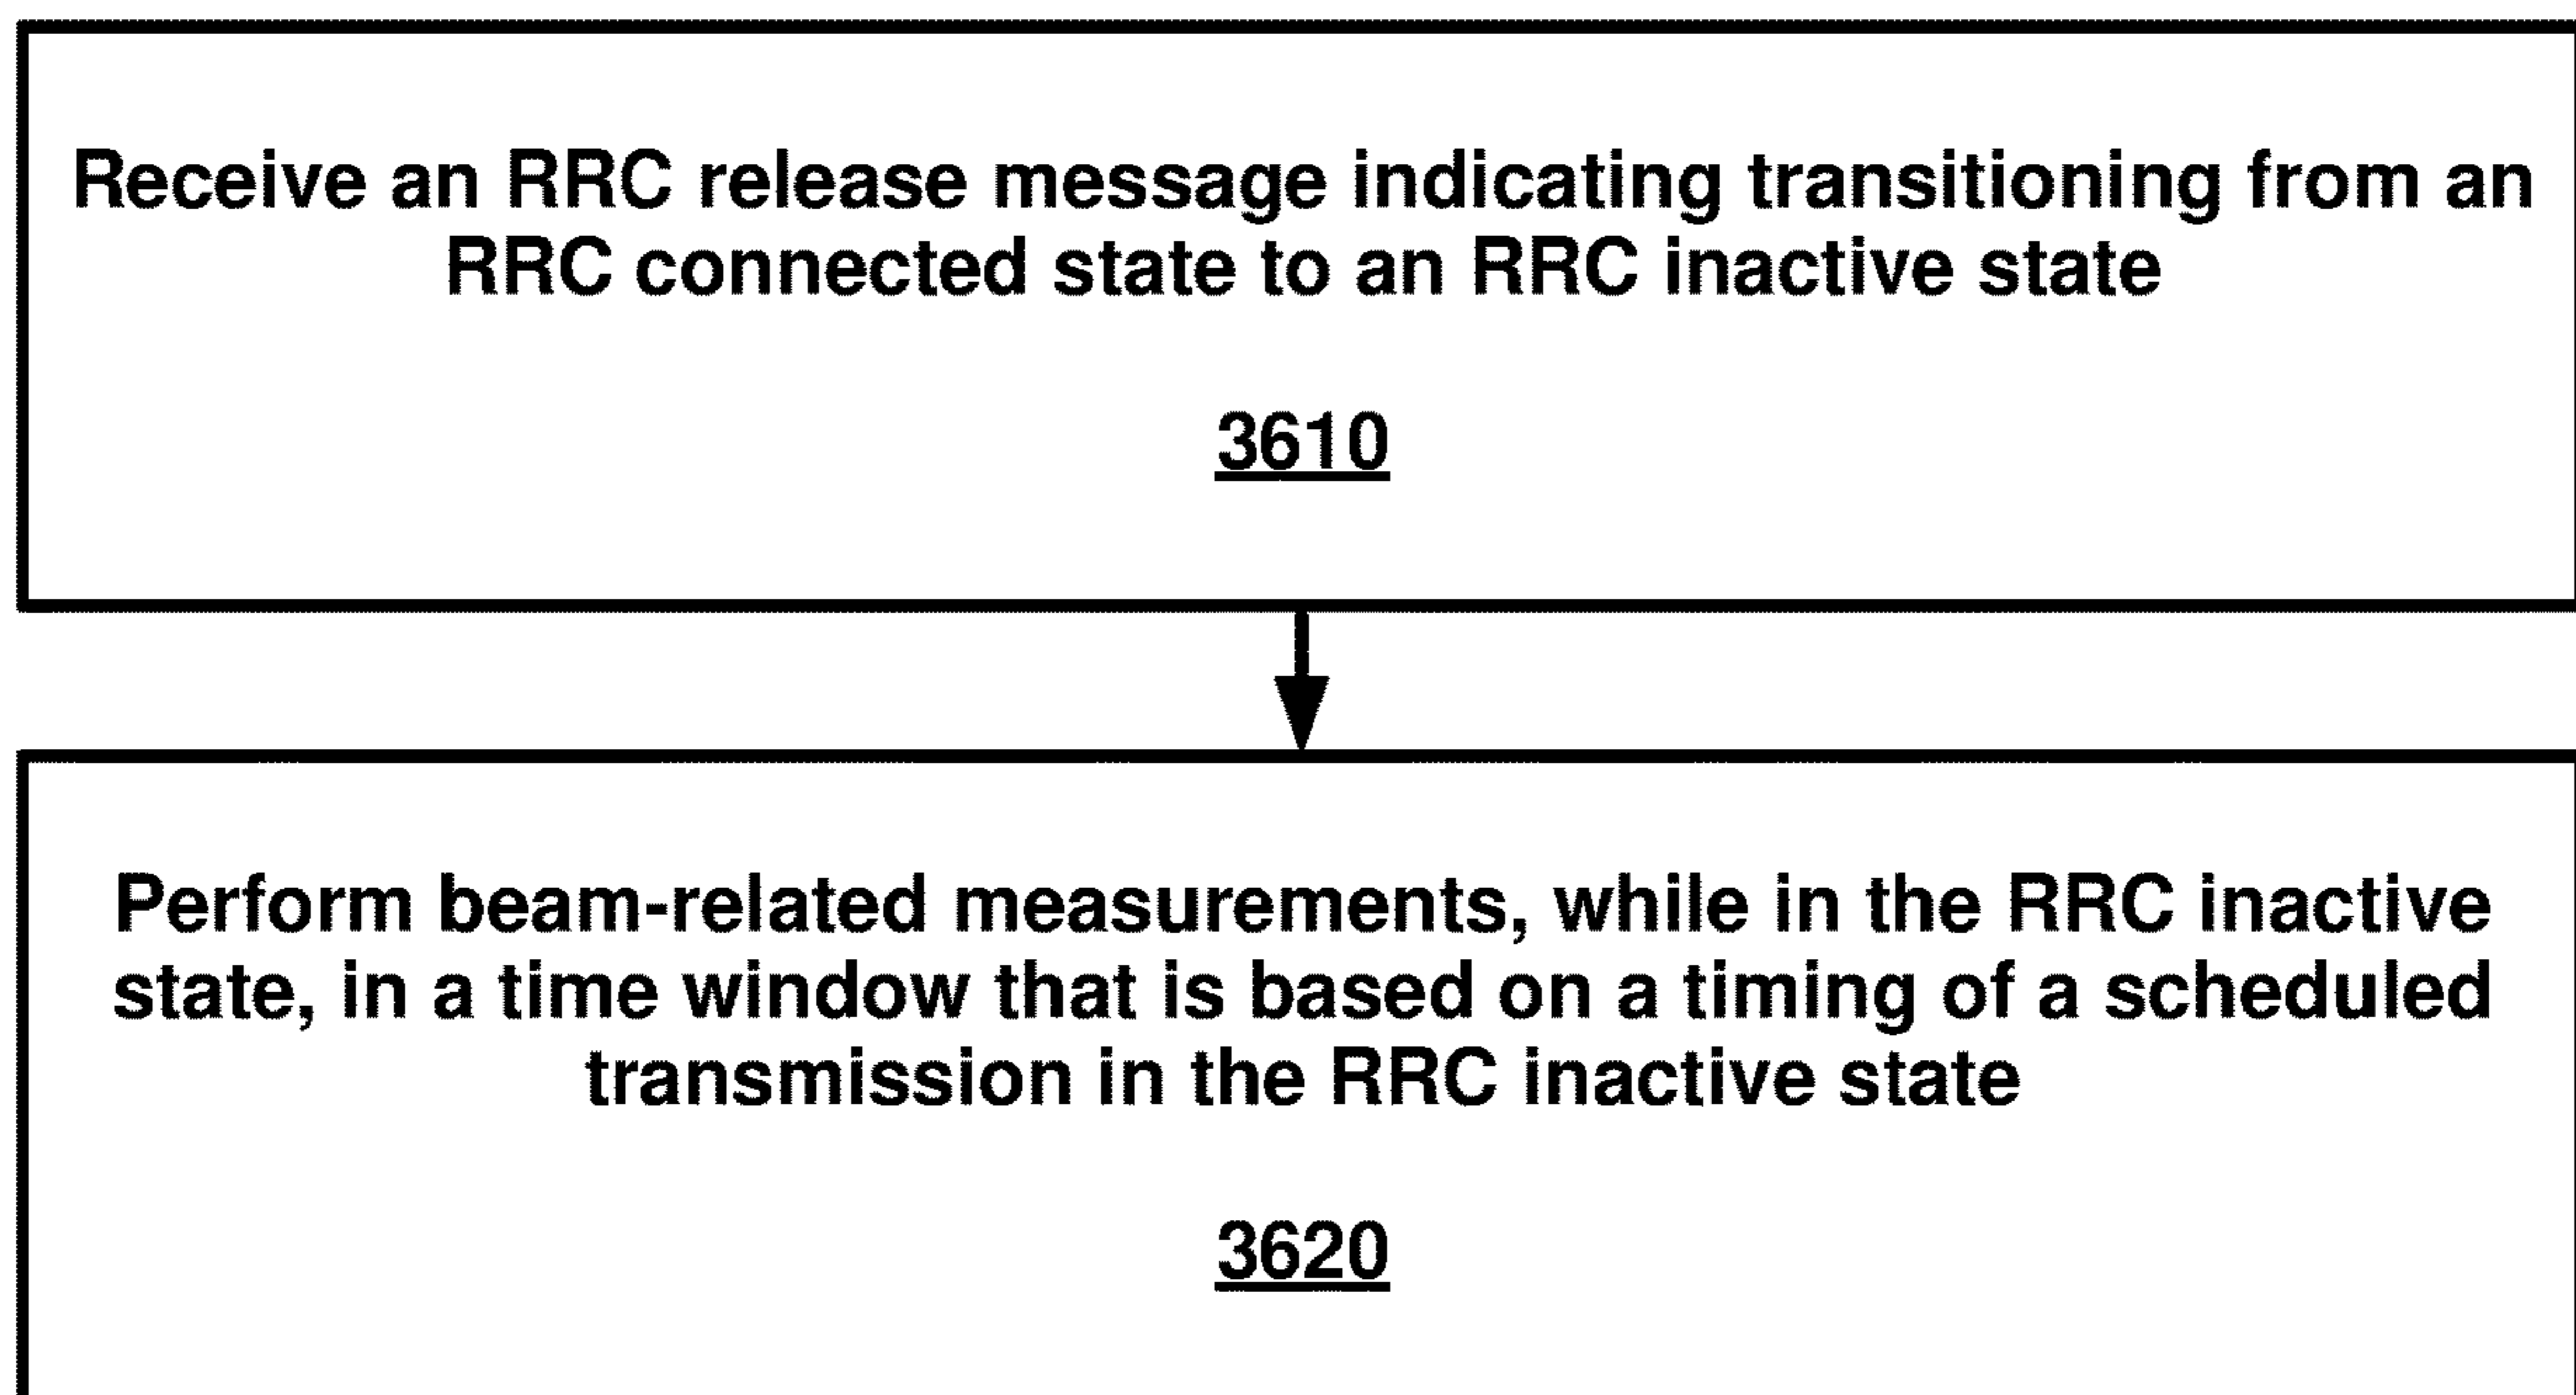 Receive an RRC release message indicating transitioning from an
RRC connected state to an RRC inactive state
3610
Perform beam-related measurements, while in the RRC inactive
state, in a time window that is based on a timing of a scheduled
transmission in the RRC inactive state
3620